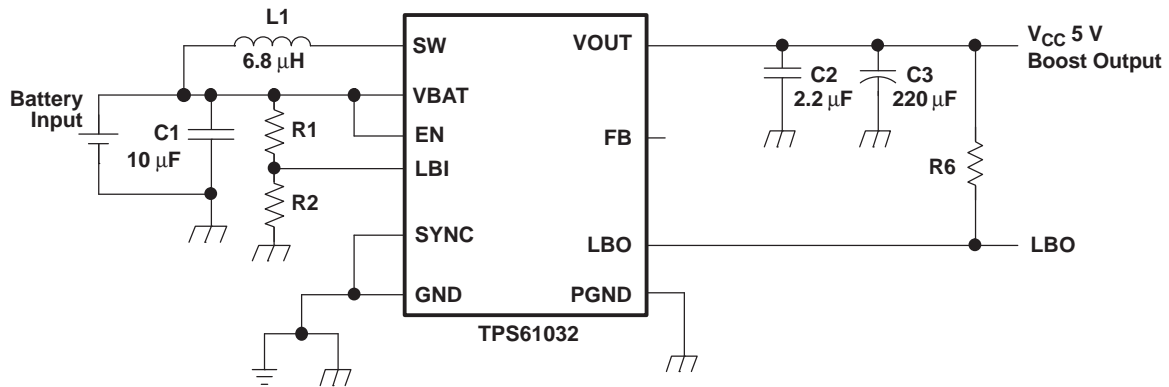 L1
6.8 μH
SW
VOUT
VCC 5 V
Boost Output
C2
2.2 μF
C3
220 μF
Battery
Input
VBAT
C1
10 μF
R1
EN
FB
LBI
R6
R2
SYNC
LBO
LBO
GND
PGND
TPS61032